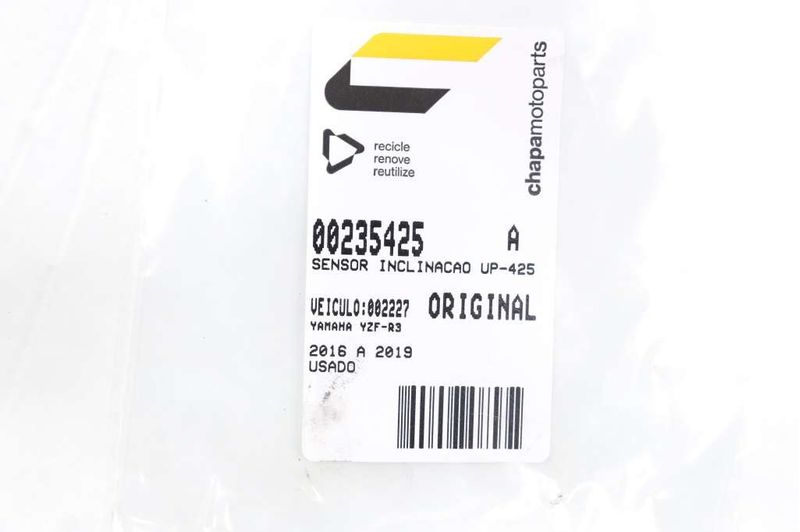 chapamotoparts
recicle
renove
reutilize
00235425 A
SENSOR INCLINACAO UP-425
VEICULO:002227 ORIGINAL
YAMAHA YZF-R3
2016 A 2019
USADO